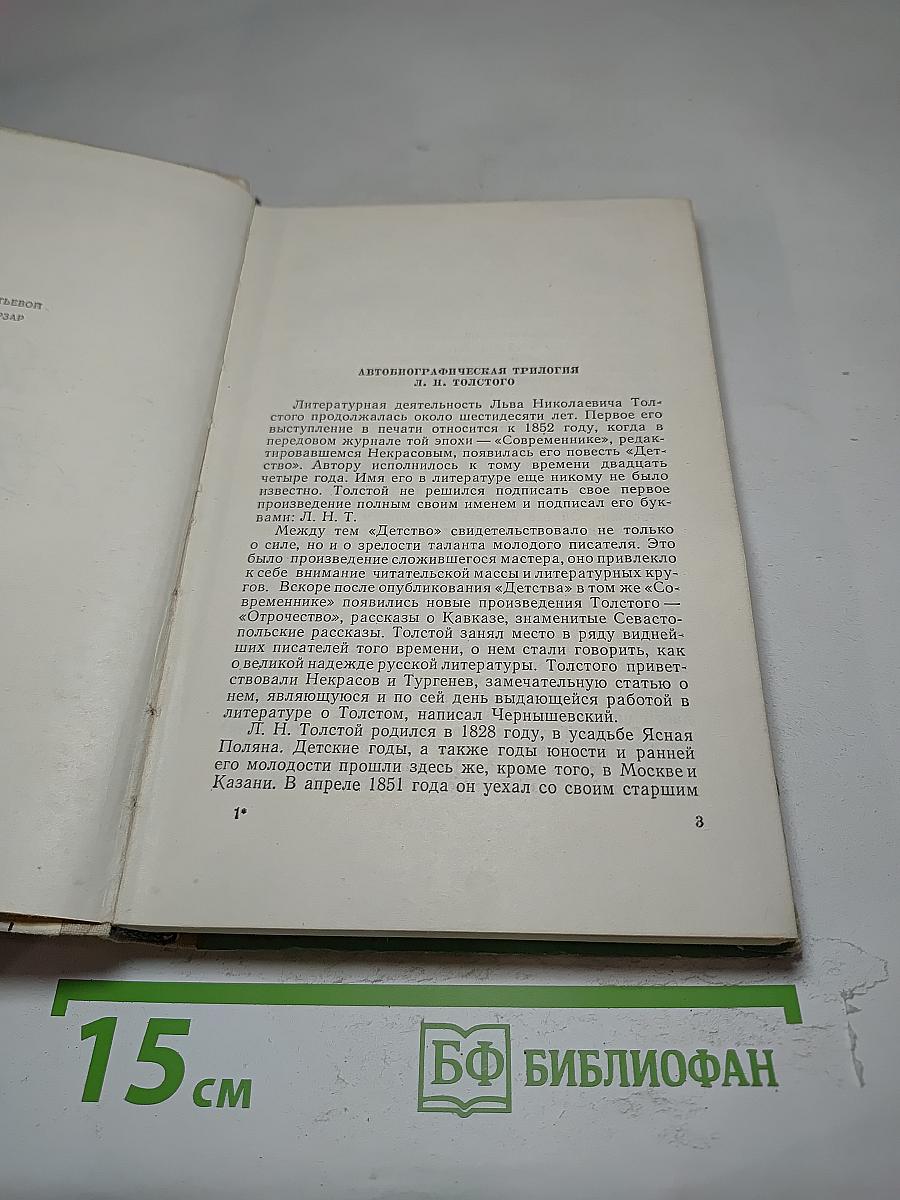 АВТОБИОГРАФИЧЕСКАЯ ТРИЛОГИЯ
Л. Н. ТОЛСТОГО
Литературная деятельность Льва Николаевича Тол-
стого продолжалась около шестидесяти лет. Первое его
выступление в печати относится к 1852 году, когда в
передовом журнале той эпохи — «Современнике», редак-
тировавшемся Некрасовым, появилась его повесть «Дет-
ство». Автору исполнилось к тому времени двадцать
четыре года. Имя его в литературе еще никому не было
известно. Толстой не решился подписать свое первое
произведение полным своим именем и подписал его бук-
вами: Л. Н. Т.
Между тем «Детство» свидетельствовало не только
о силе, но и о зрелости таланта молодого писателя. Это
было произведение сложившегося мастера, оно привлекло
к себе внимание читательской массы и литературных кру-
гов. Вскоре после опубликования «Детства» в том же «Со-
временнике» появились новые произведения Толстого —
«Отрочество», рассказы о Кавказе, знаменитые Севасто-
польские рассказы. Толстой занял место в ряду видней-
ших писателей того времени, о нем стали говорить, как
о великой надежде русской литературы. Толстого привет-
ствовали Некрасов и Тургенев, замечательную статью о
нем, являющуюся и по сей день выдающейся работой в
литературе о Толстом, написал Чернышевский.
Л. Н. Толстой родился в 1828 году, в усадьбе Ясная
Поляна. Детские годы, а также годы юности и ранней
его молодости прошли здесь же, кроме того, в Москве и
Казани. В апреле 1851 года он уехал со своим старшим
1*
3
15 см
БФ БИБЛИОФАН